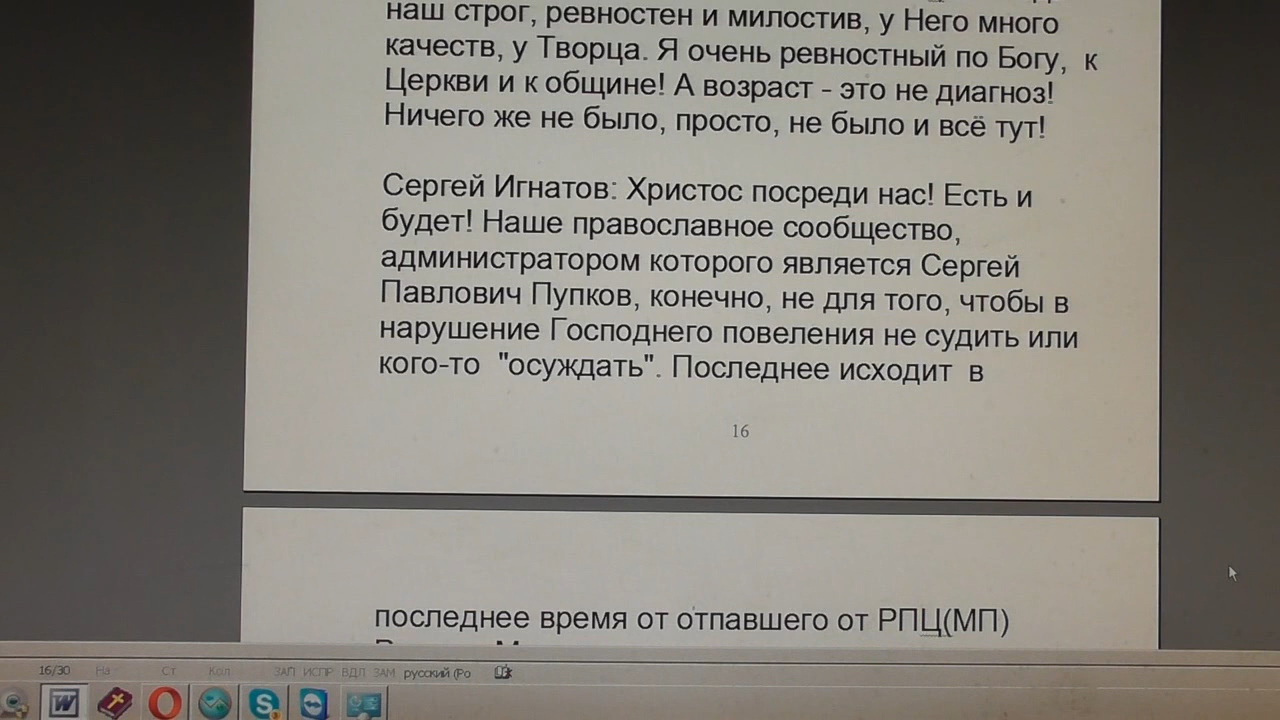 наш строг, ревностен и милостив, у Него много
качеств, у Творца. Я очень ревностный по Богу, к
Церкви и к общине! А возраст - это не диагноз!
Ничего же не было, просто, не было и всё тут!
Сергей Игнатов: Христос посреди нас! Есть и
будет! Наше православное сообщество,
администратором которого является Сергей
Павлович Пупков, конечно, не для того, чтобы в
нарушение Господнего повеления не судить или
кого-то "осуждать". Последнее исходит в
16
последнее время от отпавшего от РПЦ(МП)
16/30 На Ст Кол ЗАП ИСПР ВДЛ ЗАМ русский (Ро